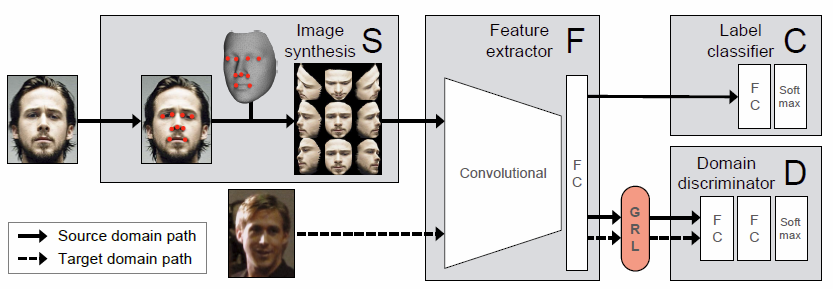 Image
synthesis S
Feature
extractor F
Label
classifier C
F
C
Soft
max
Convolutional
F
C
Domain
discriminator D
G
R
L
F
C
F
C
Soft
max
Source domain path
Target domain path